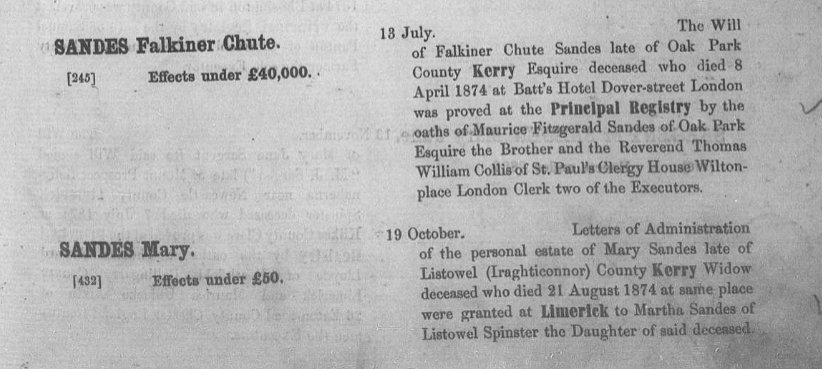 SANDES Falkiner Chute.
[245] Effects under £40,000.
13 July. The Will
of Falkiner Chute Sandes late of Oak Park
County Kerry Esquire deceased who died 8
April 1874 at Batt's Hotel Dover-street London
was proved at the Principal Registry by the
oaths of Maurice Fitzgerald Sandes of Oak Park
Esquire the Brother and the Reverend Thomas
William Collis of St. Paul's Clergy House Wilton-
place London Clerk two of the Executors.
SANDES Mary.
[432] Effects under £50.
19 October. Letters of Administration
of the personal estate of Mary Sandes late of
Listowel (Iraghticonnor) County Kerry Widow
deceased who died 21 August 1874 at same place
were granted at Limerick to Martha Sandes of
Listowel Spinster the Daughter of said deceased.